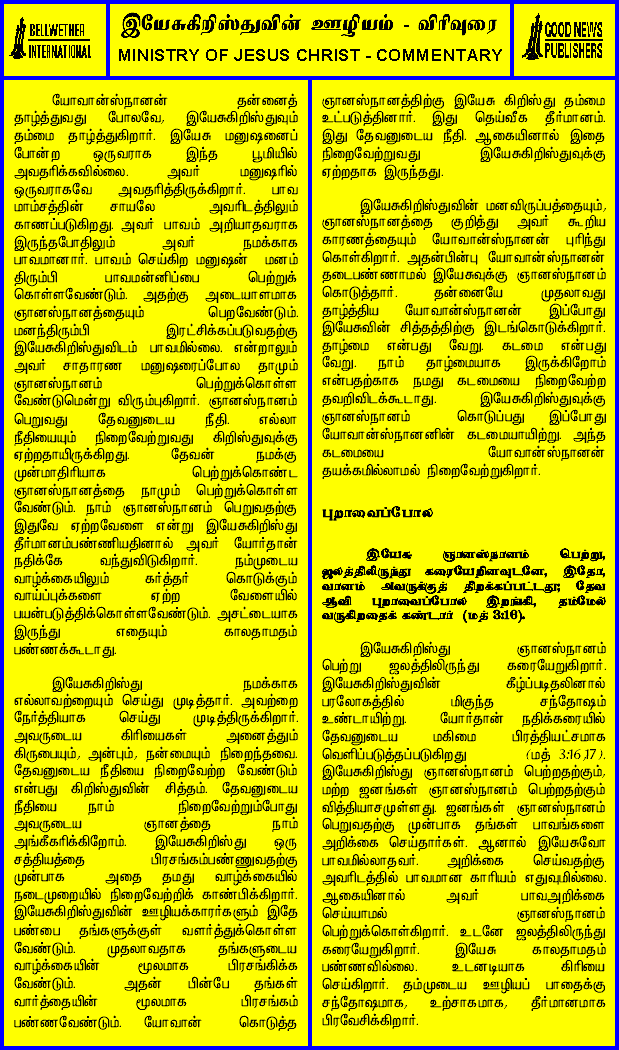 BELLWETHER
INTERNATIONAL
இயேசுகிறிஸ்துவின் ஊழியம் - விரிவுரை
MINISTRY OF JESUS CHRIST - COMMENTARY
GOOD NEWS
PUBLISHERS
யோவான்ஸ்நானன் தன்னைத்
தாழ்த்துவது போலவே, இயேசுகிறிஸ்துவும்
தம்மை தாழ்த்துகிறார். இயேசு மனுஷனைப்
போன்ற ஒருவராக இந்த பூமியில்
அவதரிக்கவில்லை. அவர் மனுஷரில்
ஒருவராகவே அவதரித்திருக்கிறார். பாவ
மாம்சத்தின் சாயலே அவரிடத்திலும்
காணப்படுகிறது. அவர் பாவம் அறியாதவராக
இருந்தபோதிலும் அவர் நமக்காக
பாவமானார். பாவம் செய்கிற மனுஷன் மனம்
திரும்பி பாவமன்னிப்பை பெற்றுக்
கொள்ளவேண்டும். அதற்கு அடையாளமாக
ஞானஸ்நானத்தையும் பெறவேண்டும்.
மனந்திரும்பி இரட்சிக்கப்படுவதற்கு
இயேசுகிறிஸ்துவிடம் பாவமில்லை. என்றாலும்
அவர் சாதாரண மனுஷரைப்போல தாமும்
ஞானஸ்நானம் பெற்றுக்கொள்ள
வேண்டுமென்று விரும்புகிறார். ஞானஸ்நானம்
பெறுவது தேவனுடைய நீதி. எல்லா
நீதியையும் நிறைவேற்றுவது கிறிஸ்துவுக்கு
ஏற்றதாயிருக்கிறது. தேவன் நமக்கு
முன்மாதிரியாக பெற்றுக்கொண்ட
ஞானஸ்நானத்தை நாமும் பெற்றுக்கொள்ள
வேண்டும். நாம் ஞானஸ்நானம் பெறுவதற்கு
இதுவே ஏற்றவேளை என்று இயேசுகிறிஸ்து
தீர்மானம்பண்ணியதினால் அவர் யோர்தான்
நதிக்கே வந்துவிடுகிறார். நம்முடைய
வாழ்க்கையிலும் கர்த்தர் கொடுக்கும்
வாய்ப்புக்களை ஏற்ற வேளையில்
பயன்படுத்திக்கொள்ளவேண்டும். அசட்டையாக
இருந்து எதையும் காலதாமதம்
பண்ணக்கூடாது.
இயேசுகிறிஸ்து நமக்காக
எல்லாவற்றையும் செய்து முடித்தார். அவற்றை
நேர்த்தியாக செய்து முடித்திருக்கிறார்.
அவருடைய கிரியைகள் அனைத்தும்
கிருபையும், அன்பும், நன்மையும் நிறைந்தவை.
தேவனுடைய நீதியை நிறைவேற்ற வேண்டும்
என்பது கிறிஸ்துவின் சித்தம். தேவனுடைய
நீதியை நாம் நிறைவேற்றும்போது
அவருடைய ஞானத்தை நாம்
அங்கீகரிக்கிறோம். இயேசுகிறிஸ்து ஒரு
சத்தியத்தை பிரசங்கம்பண்ணுவதற்கு
முன்பாக அதை தமது வாழ்க்கையில்
நடைமுறையில் நிறைவேற்றிக் காண்பிக்கிறார்.
இயேசுகிறிஸ்துவின் ஊழியக்காரர்களும் இதே
பண்பை தங்களுக்குள் வளர்த்துக்கொள்ள
வேண்டும். முதலாவதாக தங்களுடைய
வாழ்க்கையின் மூலமாக பிரசங்கிக்க
வேண்டும். அதன் பின்பே தங்கள்
வார்த்தையின் மூலமாக பிரசங்கம்
பண்ணவேண்டும். யோவான் கொடுத்த
ஞானஸ்நானத்திற்கு இயேசு கிறிஸ்து தம்மை
உட்படுத்தினார். இது தெய்வீக தீர்மானம்.
இது தேவனுடைய நீதி. ஆகையினால் இதை
நிறைவேற்றுவது இயேசுகிறிஸ்துவுக்கு
ஏற்றதாக இருந்தது.
இயேசுகிறிஸ்துவின் மனவிருப்பத்தையும்,
ஞானஸ்நானத்தை குறித்து அவர் கூறிய
காரணத்தையும் யோவான்ஸ்நானன் புரிந்து
கொள்கிறார். அதன்பின்பு யோவான்ஸ்நானன்
தடைபண்ணாமல் இயேசுவுக்கு ஞானஸ்நானம்
கொடுத்தார். தன்னையே முதலாவது
தாழ்த்திய யோவான்ஸ்நானன் இப்போது
இயேசுவின் சித்தத்திற்கு இடங்கொடுக்கிறார்.
தாழ்மை என்பது வேறு. கடமை என்பது
வேறு. நாம் தாழ்மையாக இருக்கிறோம்
என்பதற்காக நமது கடமையை நிறைவேற்ற
தவறிவிடக்கூடாது. இயேசுகிறிஸ்துவுக்கு
ஞானஸ்நானம் கொடுப்பது இப்போது
யோவான்ஸ்நானனின் கடமையாயிற்று. அந்த
கடமையை யோவான்ஸ்நானன்
தயக்கமில்லாமல் நிறைவேற்றுகிறார்.
புறாவைப்போல
இயேசு ஞானஸ்நானம் பெற்று,
ஜலத்திலிருந்து கரையேறினவுடனே, இதோ,
வானம் அவருக்குத் திறக்கப்பட்டது; தேவ
ஆவி புறாவைப்போல இறங்கி, தம்மேல்
வருகிறதைக் கண்டார் (மத் 3:16).
இயேசுகிறிஸ்து ஞானஸ்நானம்
பெற்று ஜலத்திலிருந்து கரையேறுகிறார்.
இயேசுகிறிஸ்துவின் கீழ்ப்படிதலினால்
பரலோகத்தில் மிகுந்த சந்தோஷம்
உண்டாயிற்று. யோர்தான் நதிக்கரையில்
தேவனுடைய மகிமை பிரத்தியட்சமாக
வெளிப்படுத்தப்படுகிறது (மத் 3:16,17).
இயேசுகிறிஸ்து ஞானஸ்நானம் பெற்றதற்கும்,
மற்ற ஜனங்கள் ஞானஸ்நானம் பெற்றதற்கும்
வித்தியாசமுள்ளது. ஜனங்கள் ஞானஸ்நானம்
பெறுவதற்கு முன்பாக தங்கள் பாவங்களை
அறிக்கை செய்தார்கள். ஆனால் இயேசுவோ
பாவமில்லாதவர். அறிக்கை செய்வதற்கு
அவரிடத்தில் பாவமான காரியம் எதுவுமில்லை.
ஆகையினால் அவர் பாவஅறிக்கை
செய்யாமல் ஞானஸ்நானம்
பெற்றுக்கொள்கிறார். உடனே ஜலத்திலிருந்து
கரையேறுகிறார். இயேசு காலதாமதம்
பண்ணவில்லை. உடனடியாக கிரியை
செய்கிறார். தம்முடைய ஊழியப் பாதைக்கு
சந்தோஷமாக, உற்சாகமாக, தீர்மானமாக
பிரவேசிக்கிறார்.